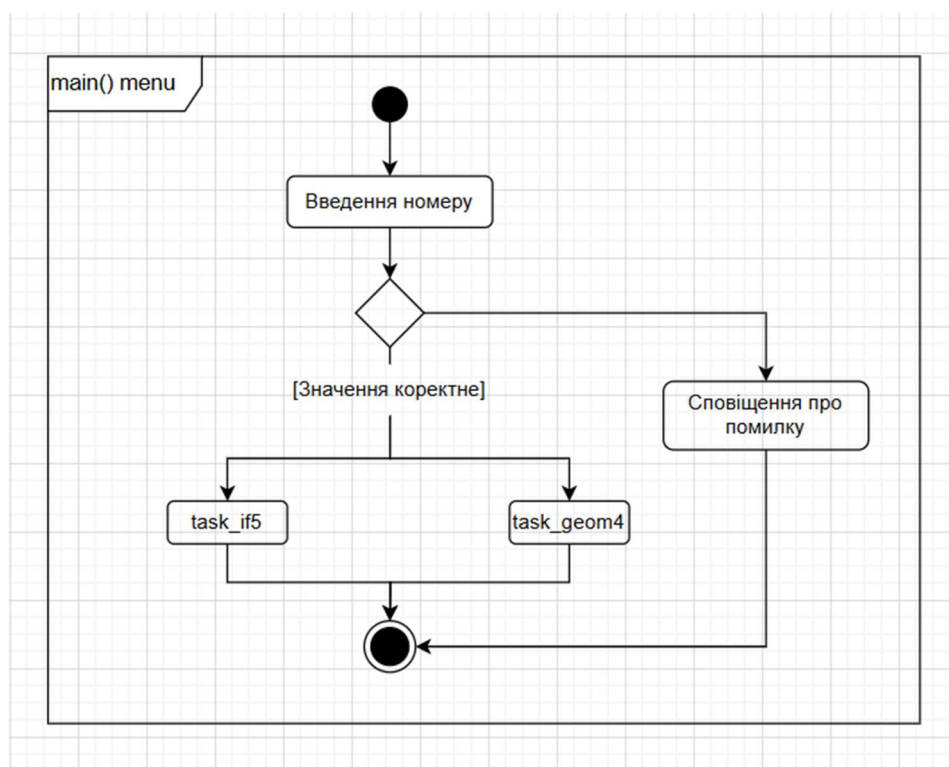 main() menu
Введення номеру
[Значення коректне]
Сповіщення про
помилку
task_if5
task_geom4